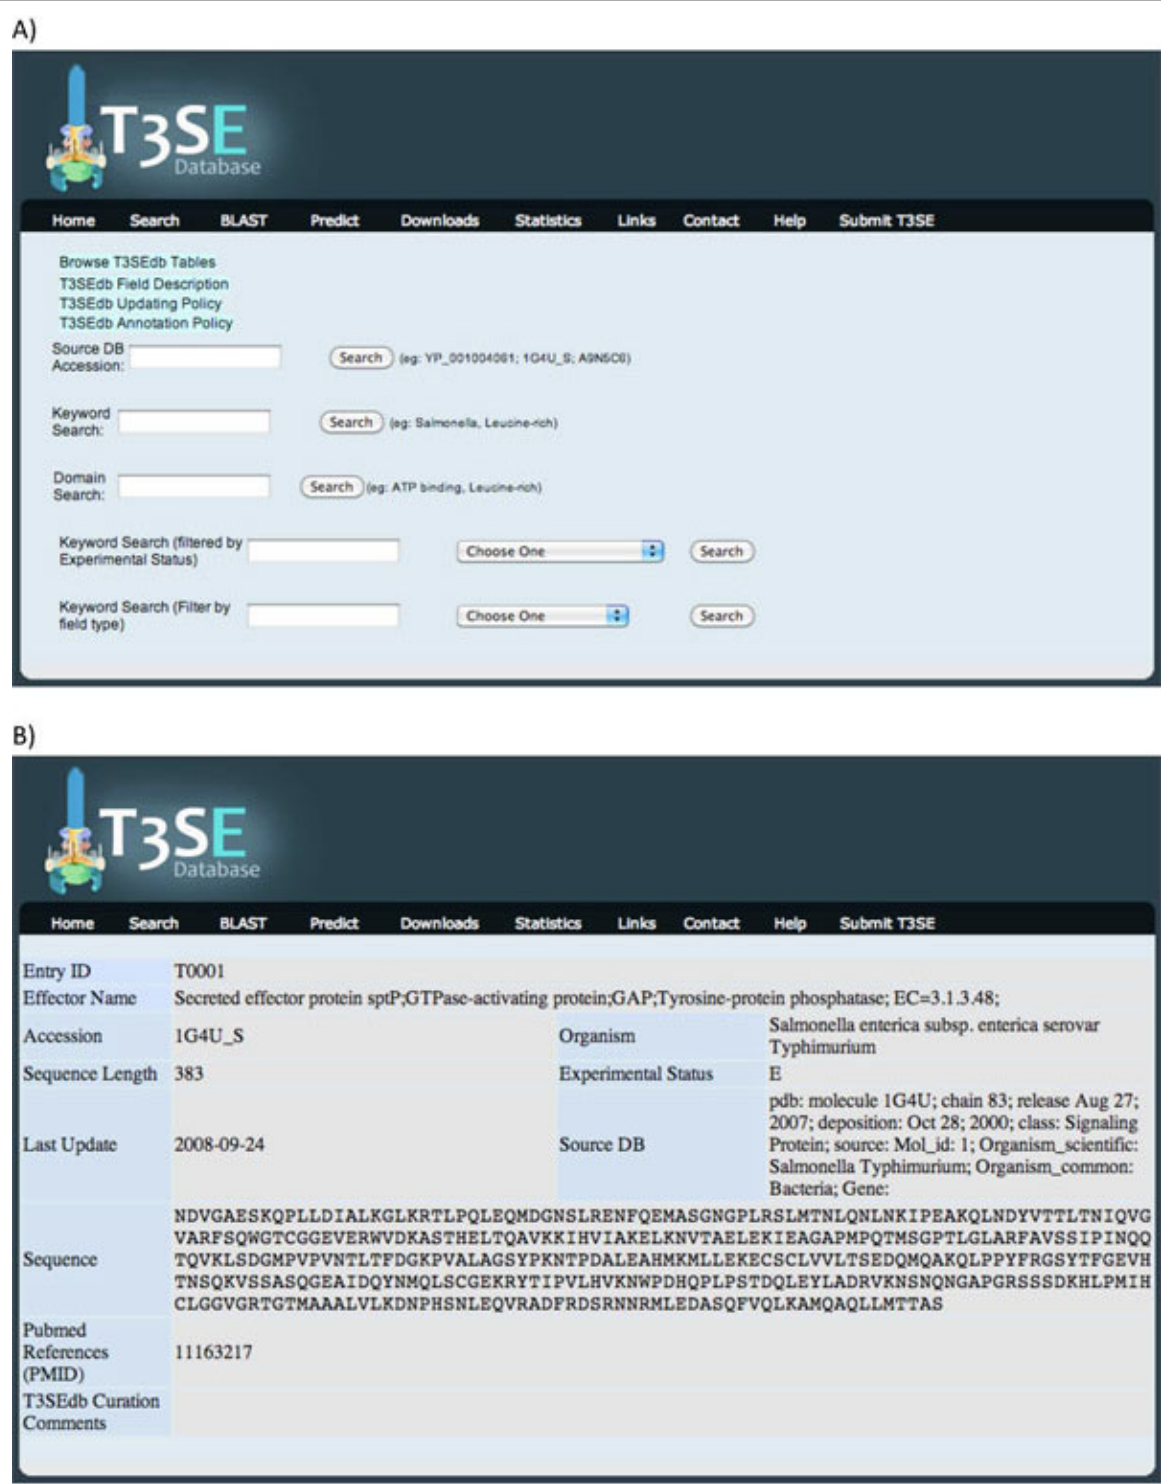 A)
T3SE
Database
Home Search BLAST Predict Downloads Statistics Links Contact Help Submit T3SE
Browse T3SEdb Tables
T3SEdb Field Description
T3SEdb Updating Policy
T3SEdb Annotation Policy
Source DB
Accession:
Search (eg: YP_001004061; 1G4U_S; A9N5C0)
Keyword
Search:
Search (eg: Salmonella, Leucine-rich)
Domain
Search:
Search (eg: ATP binding, Leucine-rich)
Keyword Search (filtered by
Experimental Status)
Choose One Search
Keyword Search (Filter by
field type)
Choose One Search
B)
T3SE
Database
Home Search BLAST Predict Downloads Statistics Links Contact Help Submit T3SE
Entry ID T0001
Effector Name Secreted effector protein sptP;GTPase-activating protein;GAP;Tyrosine-protein phosphatase; EC=3.1.3.48;
Accession 1G4U_S Organism
Salmonella enterica subsp. enterica serovar
Typhimurium
Sequence Length 383 Experimental Status E
Last Update 2008-09-24 Source DB
pdb: molecule 1G4U; chain 83; release Aug 27;
2007; deposition: Oct 28; 2000; class: Signaling
Protein; source: Mol_id: 1; Organism_scientific:
Salmonella Typhimurium; Organism_common:
Bacteria; Gene:
Sequence
NDVGAESKQPLLDIALKGLKRTLPQLEQMDGNSLRENFQEMASGNGPLRSLMTNLQNLNKIPEAKQLNDYVTTLTNIQVG
VARFSQWGTCGGEVERWVDKASTHELTQAVKKIHVIAKELKNVTAELEKIEAGAPMPQTMSGPTLGLARFAVSSIPINQQ
TQVKLSDGMPVPVNTLTFDGKPVALAGSYPKNTPDALEAHMKMLLEKECSCLVVLTSEDQMQAKQLPPYFRGSYTFGEVH
TNSQKVSSASQGEAIDQYNMQLSCGEKRYTIPVLHVKNWPDHQPLPSTDQLEYLADRVKNSNQNGAPGRSSSDKHLPMIH
CLGGVGRTGTMAAALVLKDNPHSNLEQVRADFRDSRNNRMLEDASQFVQLKAMQAQLLMTTAS
Pubmed
References
(PMID)
11163217
T3SEdb Curation
Comments